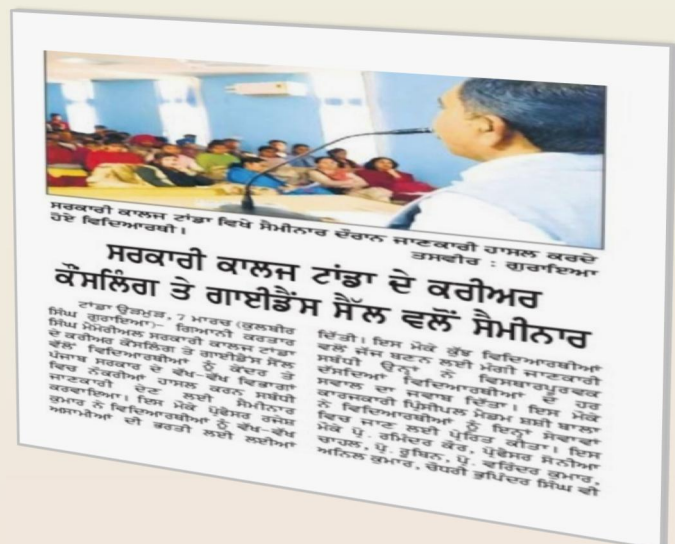 ਸਰਕਾਰੀ ਕਾਲਜ ਟਾਂਡਾ ਵਿਖੇ ਸੈਮੀਨਾਰ ਦੌਰਾਨ ਜਾਣਕਾਰੀ ਹਾਸਲ ਕਰਦੇ
ਹੋਏ ਵਿਦਿਆਰਥੀ।
ਤਸਵੀਰ : ਗੁਰਾਇਆ
ਸਰਕਾਰੀ ਕਾਲਜ ਟਾਂਡਾ ਦੇ ਕਰੀਅਰ
ਕੌਂਸਲਿੰਗ ਤੇ ਗਾਈਡੈਂਸ ਸੈੱਲ ਵਲੋਂ ਸੈਮੀਨਾਰ
ਟਾਂਡਾ ਉੜਮੁੜ, 7 ਮਾਰਚ (ਕੁਲਬੀਰ
ਸਿੰਘ ਗੁਰਾਇਆ)- ਗਿਆਨੀ ਕਰਤਾਰ
ਸਿੰਘ ਮੈਮੋਰੀਅਲ ਸਰਕਾਰੀ ਕਾਲਜ ਟਾਂਡਾ
ਦੇ ਕਰੀਅਰ ਕੌਂਸਲਿੰਗ ਤੇ ਗਾਈਡੈਂਸ ਸੈੱਲ
ਵੱਲੋਂ ਵਿਦਿਆਰਥੀਆਂ ਨੂੰ ਕੇਂਦਰ ਤੇ
ਪੰਜਾਬ ਸਰਕਾਰ ਦੇ ਵੱਖ-ਵੱਖ ਵਿਭਾਗਾਂ
ਵਿਚ ਨੌਕਰੀਆਂ ਹਾਸਲ ਕਰਨ ਸਬੰਧੀ
ਜਾਣਕਾਰੀ ਦੇਣ ਲਈ ਸੈਮੀਨਾਰ
ਕਰਵਾਇਆ। ਇਸ ਮੌਕੇ ਪ੍ਰੋਫੈਸਰ ਰਜੇਸ਼
ਕੁਮਾਰ ਨੇ ਵਿਦਿਆਰਥੀਆਂ ਨੂੰ ਵੱਖ-ਵੱਖ
ਅਸਾਮੀਆਂ ਦੀ ਭਰਤੀ ਲਈ ਲਈਆਂ
ਦਿੱਤੀ। ਇਸ ਮੌਕੇ ਕੁੱਝ ਵਿਦਿਆਰਥੀਆਂ
ਵਲੋਂ ਜੱਜ ਬਣਨ ਲਈ ਮੰਗੀ ਜਾਣਕਾਰੀ
ਸਬੰਧੀ ਉਨ੍ਹਾਂ ਨੇ ਵਿਸਥਾਰਪੂਰਵਕ
ਦੱਸਦਿਆਂ ਵਿਦਿਆਰਥੀਆਂ ਦੇ ਹਰ
ਸਵਾਲ ਦਾ ਜਵਾਬ ਦਿੱਤਾ। ਇਸ ਮੌਕੇ
ਕਾਰਜਕਾਰੀ ਪ੍ਰਿੰਸੀਪਲ ਮੈਡਮ ਸ਼ਸ਼ੀ ਬਾਲਾ
ਨੇ ਵਿਦਿਆਰਥੀਆਂ ਨੂੰ ਇਨ੍ਹਾਂ ਸੇਵਾਵਾਂ
ਵਿਚ ਜਾਣ ਲਈ ਪ੍ਰੇਰਿਤ ਕੀਤਾ। ਇਸ
ਮੌਕੇ ਪ੍ਰੋ. ਰਮਿੰਦਰ ਕੌਰ, ਪ੍ਰੋਫੈਸਰ ਸੋਨੀਆ
ਚਾਹਲ, ਪ੍ਰੋ. ਰੂਬਿਨ, ਪ੍ਰੋ. ਵਰਿੰਦਰ ਕੁਮਾਰ,
ਅਨਿਲ ਕੁਮਾਰ, ਚੌਧਰੀ ਭੁਪਿੰਦਰ ਸਿੰਘ ਵੀ